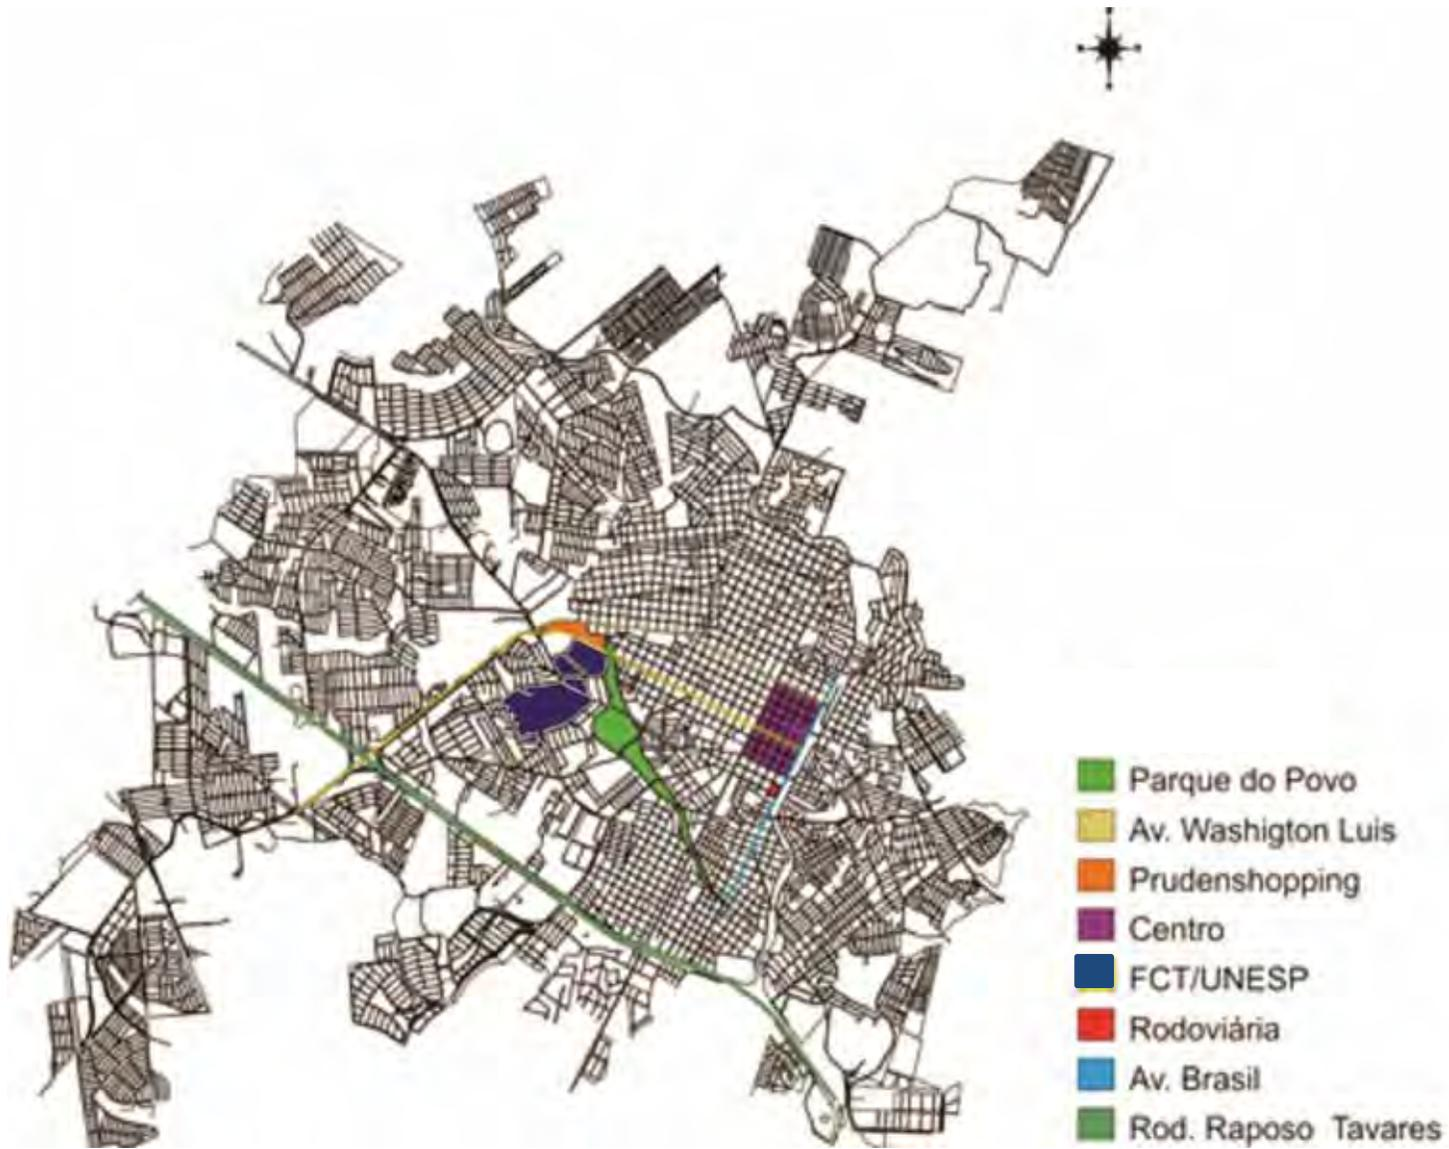 Parque do Povo
Av. Washigton Luis
Prudenshopping
Centro
FCT/UNESP
Rodoviária
Av. Brasil
Rod. Raposo Tavares